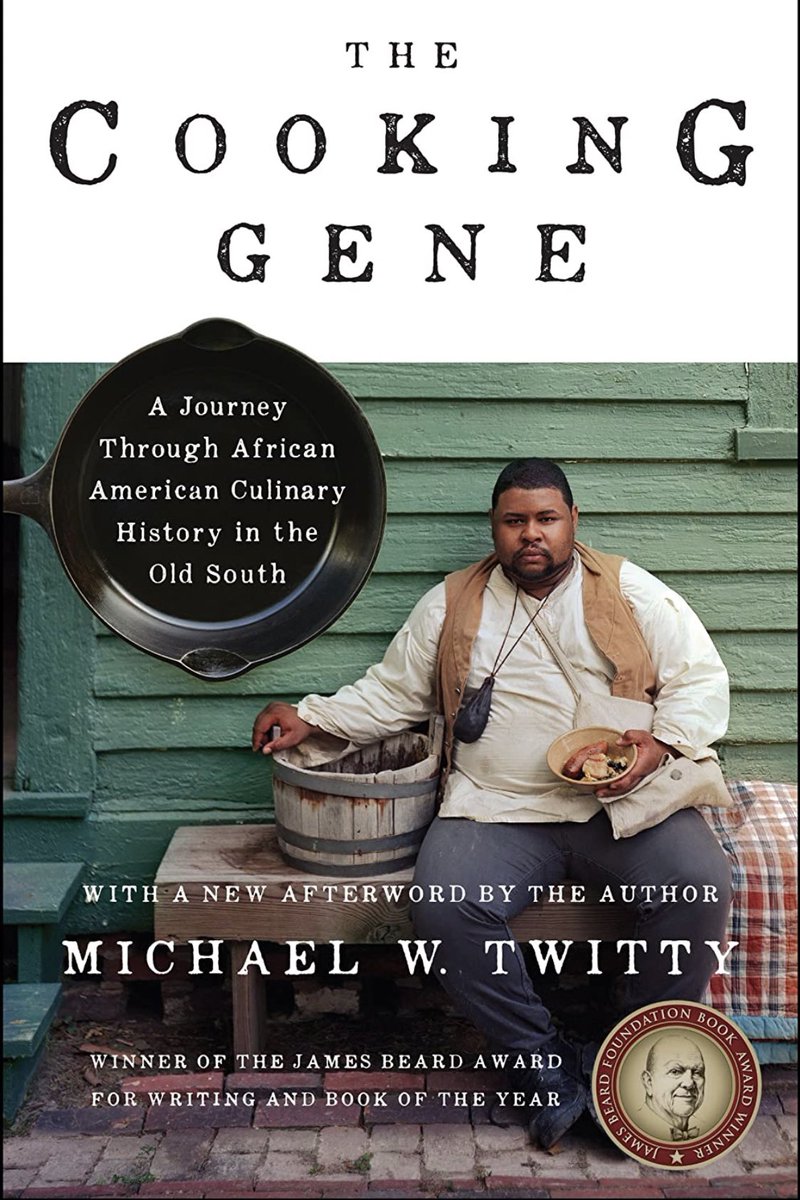 THE
COOKING
GENE
A Journey
Through African
American Culinary
History in the
Old South
WITH A NEW AFTERWORD BY THE AUTHOR
MICHAEL W. TWITTY
WINNER OF THE JAMES BEARD AWARD
FOR WRITING AND BOOK OF THE YEAR
JAMES BEARD FOUNDATION BOOK AWARD WINNER